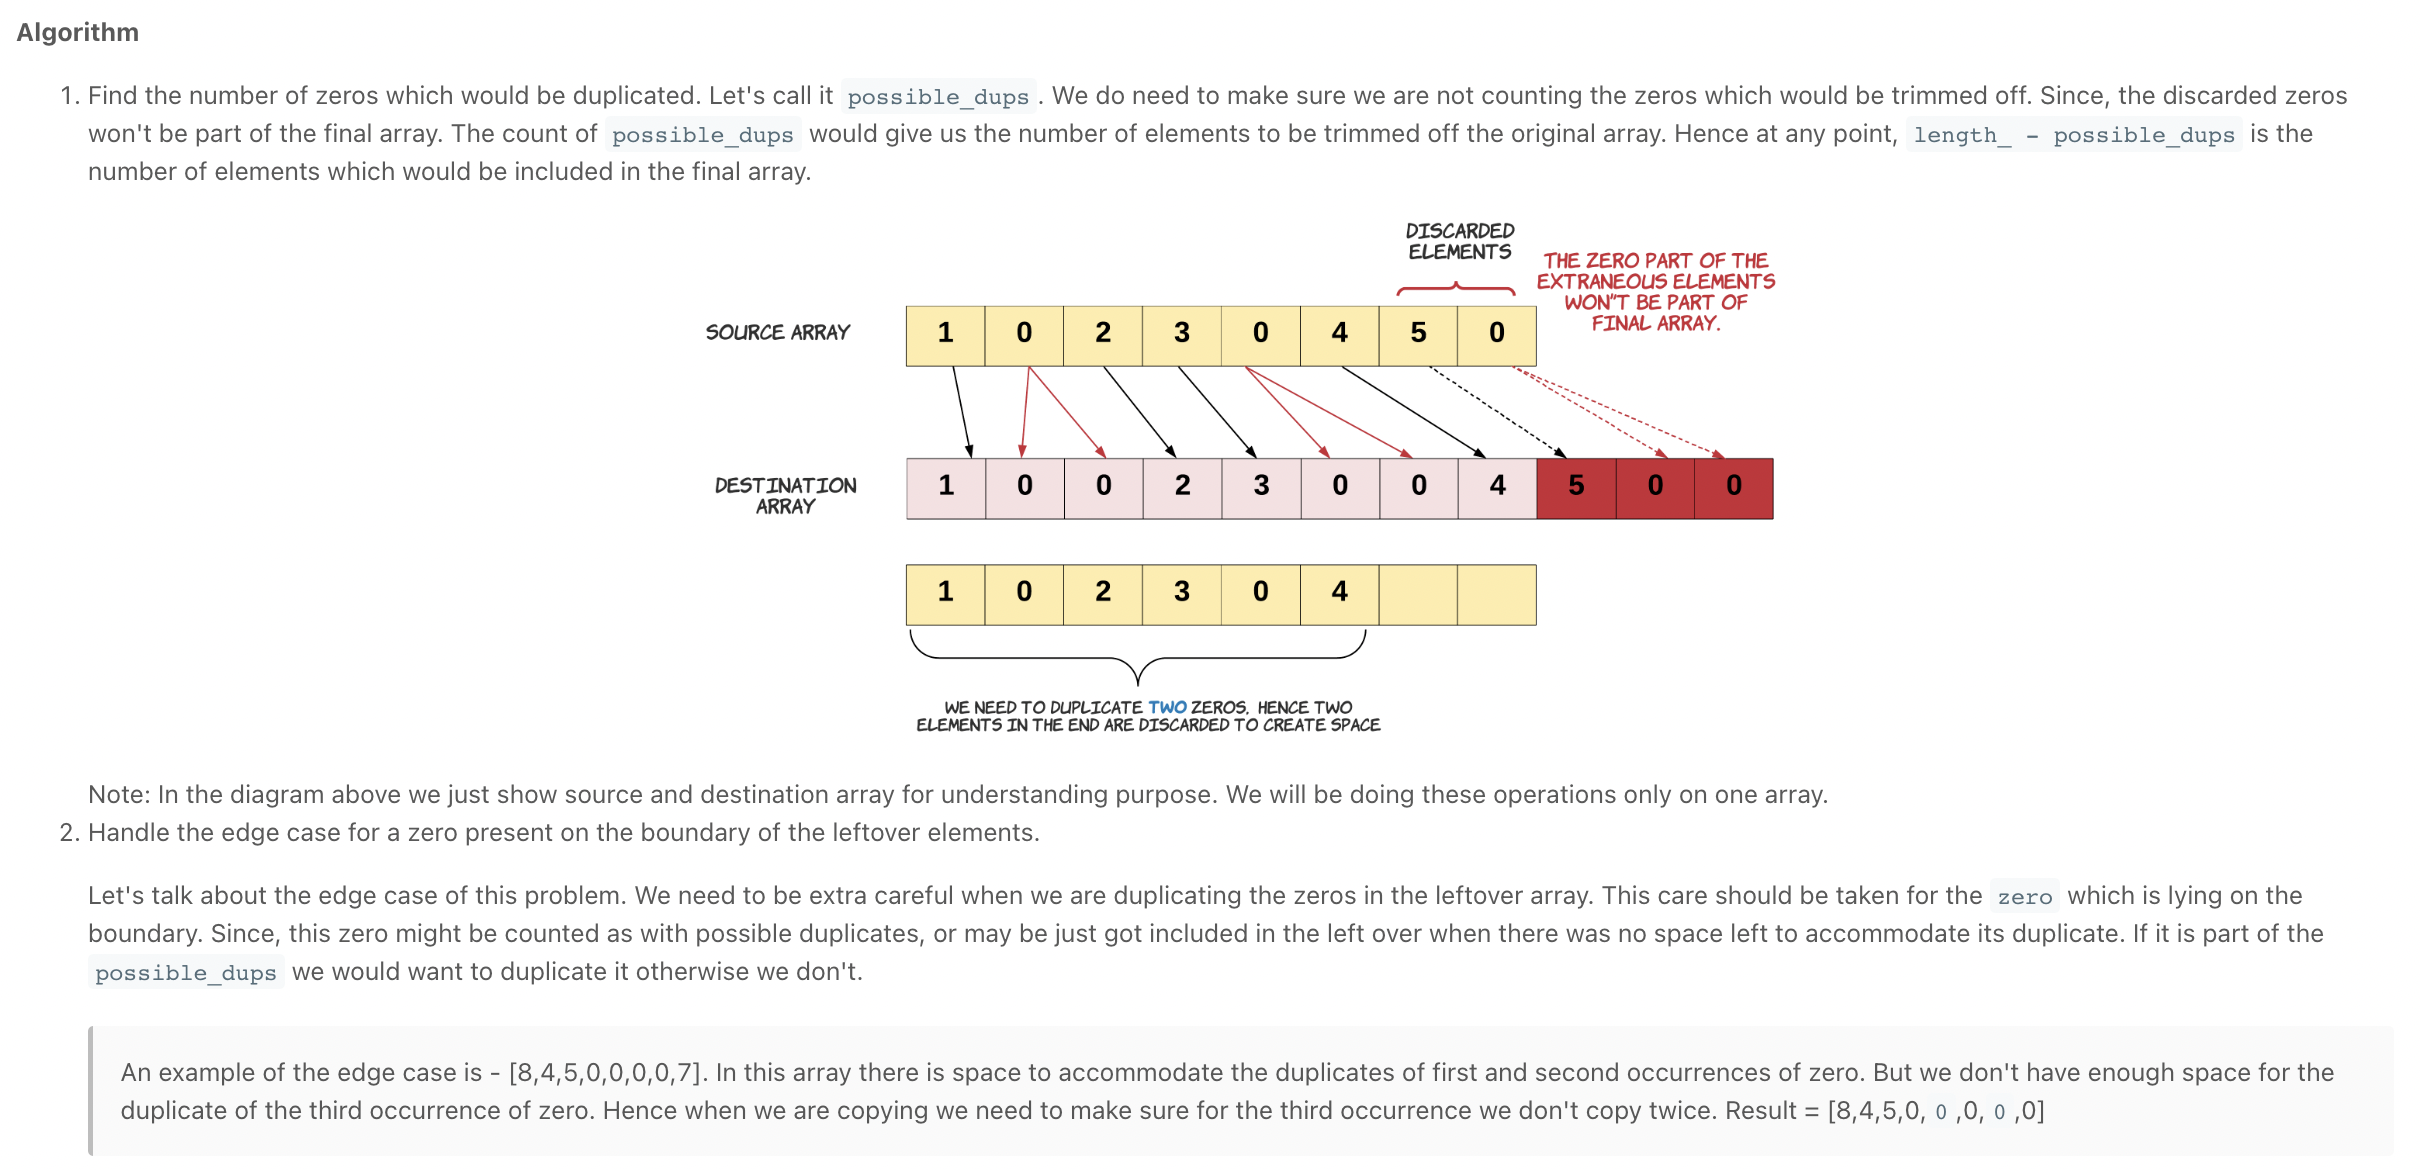 Algorithm
1. Find the number of zeros which would be duplicated. Let's call it possible_dups . We do need to make sure we are not counting the zeros which would be trimmed off. Since, the discarded zeros
won't be part of the final array. The count of possible_dups would give us the number of elements to be trimmed off the original array. Hence at any point, length_ - possible_dups is the
number of elements which would be included in the final array.
DISCARDED
ELEMENTS
THE ZERO PART OF THE
EXTRANEOUS ELEMENTS
WON"T BE PART OF
FINAL ARRAY.
SOURCE ARRAY
1 0 2 3 0 4 5 0
DESTINATION
ARRAY
1 0 0 2 3 0 0 4 5 0 0
1 0 2 3 0 4
WE NEED TO DUPLICATE TWO ZEROS. HENCE TWO
ELEMENTS IN THE END ARE DISCARDED TO CREATE SPACE
Note: In the diagram above we just show source and destination array for understanding purpose. We will be doing these operations only on one array.
2. Handle the edge case for a zero present on the boundary of the leftover elements.
Let's talk about the edge case of this problem. We need to be extra careful when we are duplicating the zeros in the leftover array. This care should be taken for the zero which is lying on the
boundary. Since, this zero might be counted as with possible duplicates, or may be just got included in the left over when there was no space left to accommodate its duplicate. If it is part of the
possible_dups we would want to duplicate it otherwise we don't.
An example of the edge case is - [8,4,5,0,0,0,0,7]. In this array there is space to accommodate the duplicates of first and second occurrences of zero. But we don't have enough space for the
duplicate of the third occurrence of zero. Hence when we are copying we need to make sure for the third occurrence we don't copy twice. Result = [8,4,5,0, 0 ,0, 0 ,0]